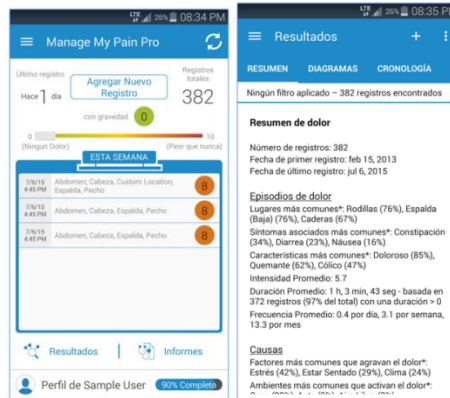 LTE 26% 08:34 PM
Manage My Pain Pro
Último registro
Hace 1 día
Agregar Nuevo
Registro
Registros
totales
382
con gravedad 0
0 10
(Ningun Dolor) (Peor que nunca)
ESTA SEMANA
7/6/15
4:45 PM
Abdomen, Cabeza, Custom Location,
Espalda, Pecho
8
7/6/15
4:45 PM
Abdomen, Cabeza, Espalda, Pecho
8
7/6/15
4:45 PM
Abdomen, Cabeza, Espalda, Pecho
8
Resultados
Informes
Perfil de Sample User 90% Completo
LTE 26% 08:35 PM
Resultados
RESUMEN DIAGRAMAS CRONOLOGÍA
Ningún filtro aplicado – 382 registros encontrados
Resumen de dolor
Número de registros: 382
Fecha de primer registro: feb 15, 2013
Fecha de último registro: jul 6, 2015
Episodios de dolor
Lugares más comunes*: Rodillas (76%), Espalda
(Baja) (76%), Caderas (67%)
Síntomas asociados más comunes*: Constipación
(34%), Diarrea (23%), Náusea (16%)
Características más comunes*: Doloroso (85%),
Quemante (62%), Cólico (47%)
Intensidad Promedio: 5.7
Duración Promedio: 1 h, 3 min, 43 seg - basada en
372 registros (97% del total) con una duración > 0
Frecuencia Promedio: 0.4 por día, 3.1 por semana,
13.3 por mes
Causas
Factores más comunes que agravan el dolor*:
Estrés (42%), Estar Sentado (29%), Clima (24%)
Ambientes más comunes que activan el dolor*: